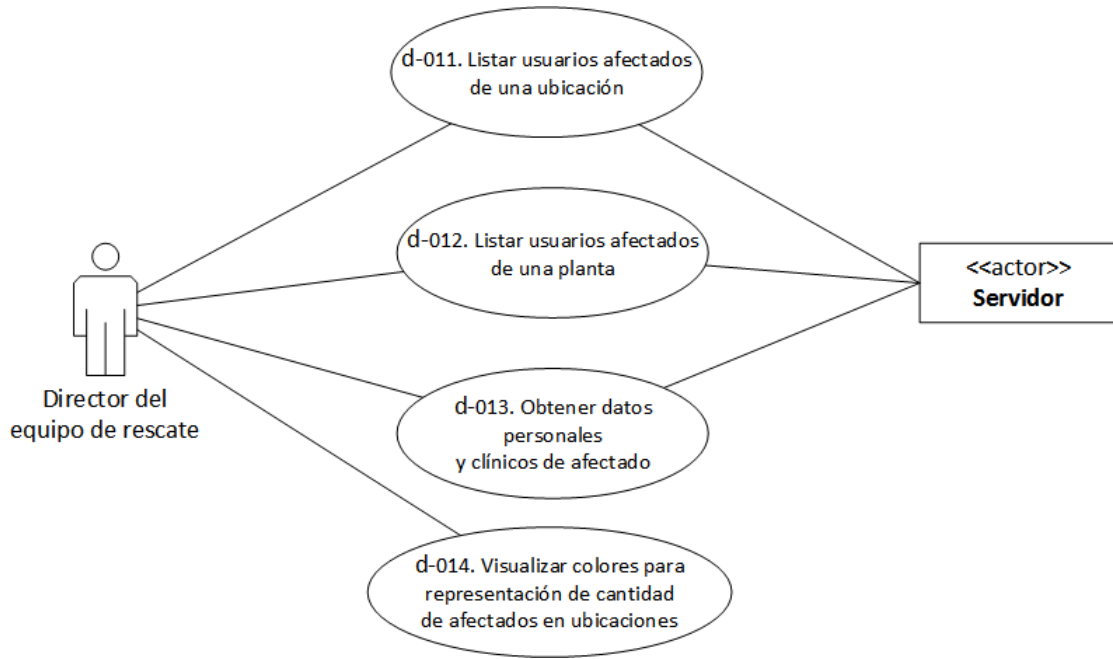 d-011. Listar usuarios afectados
de una ubicación
d-012. Listar usuarios afectados
de una planta
<<actor>>
Servidor
Director del
equipo de rescate
d-013. Obtener datos
personales
y clínicos de afectado
d-014. Visualizar colores para
representación de cantidad
de afectados en ubicaciones